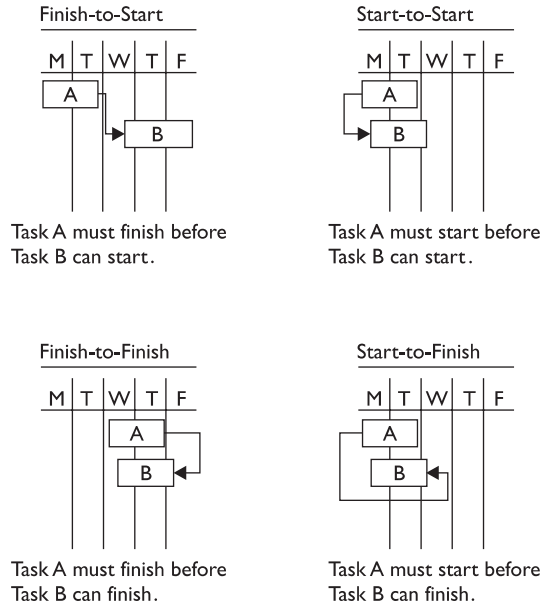 Finish-to-Start
M T W T F
A
B
Task A must finish before
Task B can start.
Start-to-Start
M T W T F
A
B
Task A must start before
Task B can start.
Finish-to-Finish
M T W T F
A
B
Task A must finish before
Task B can finish.
Start-to-Finish
M T W T F
A
B
Task A must start before
Task B can finish.